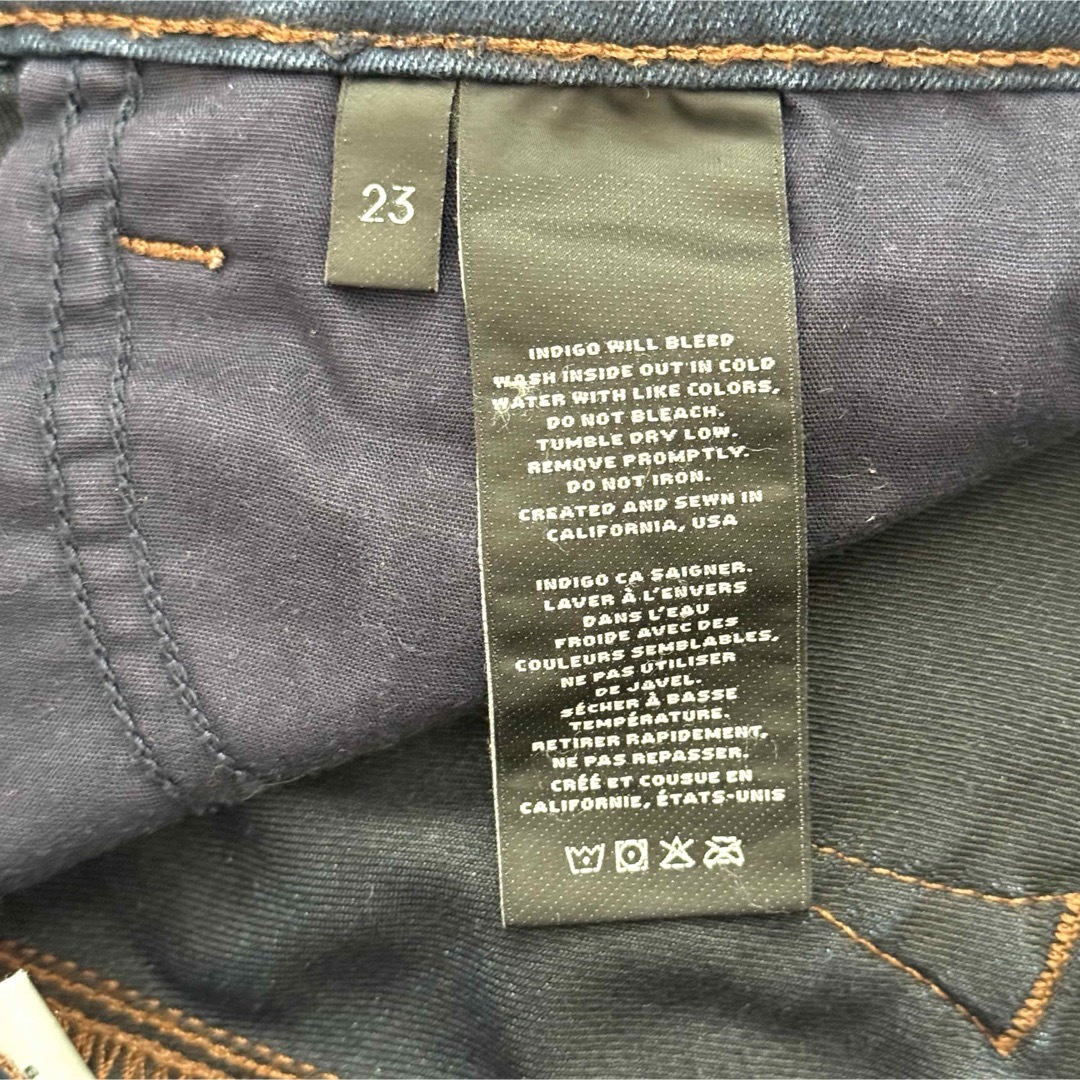 23
INDIGO WILL BLEED
WASH INSIDE OUT IN COLD
WATER WITH LIKE COLORS,
DO NOT BLEACH.
TUMBLE DRY LOW.
REMOVE PROMPTLY.
DO NOT IRON.
CREATED AND SEWN IN
CALIFORNIA, USA
INDIGO CA SAIGNER.
LAVER À L'ENVERS
DANS L'EAU
FROIDE AVEC DES
COULEURS SEMBLABLES,
NE PAS UTILISER
DE JAVEL.
SÉCHER À BASSE
TEMPÉRATURE.
RETIRER RAPIDEMENT,
NE PAS REPASSER.
CRÉÉ ET COUSUE EN
CALIFORNIE, ÉTATS-UNIS